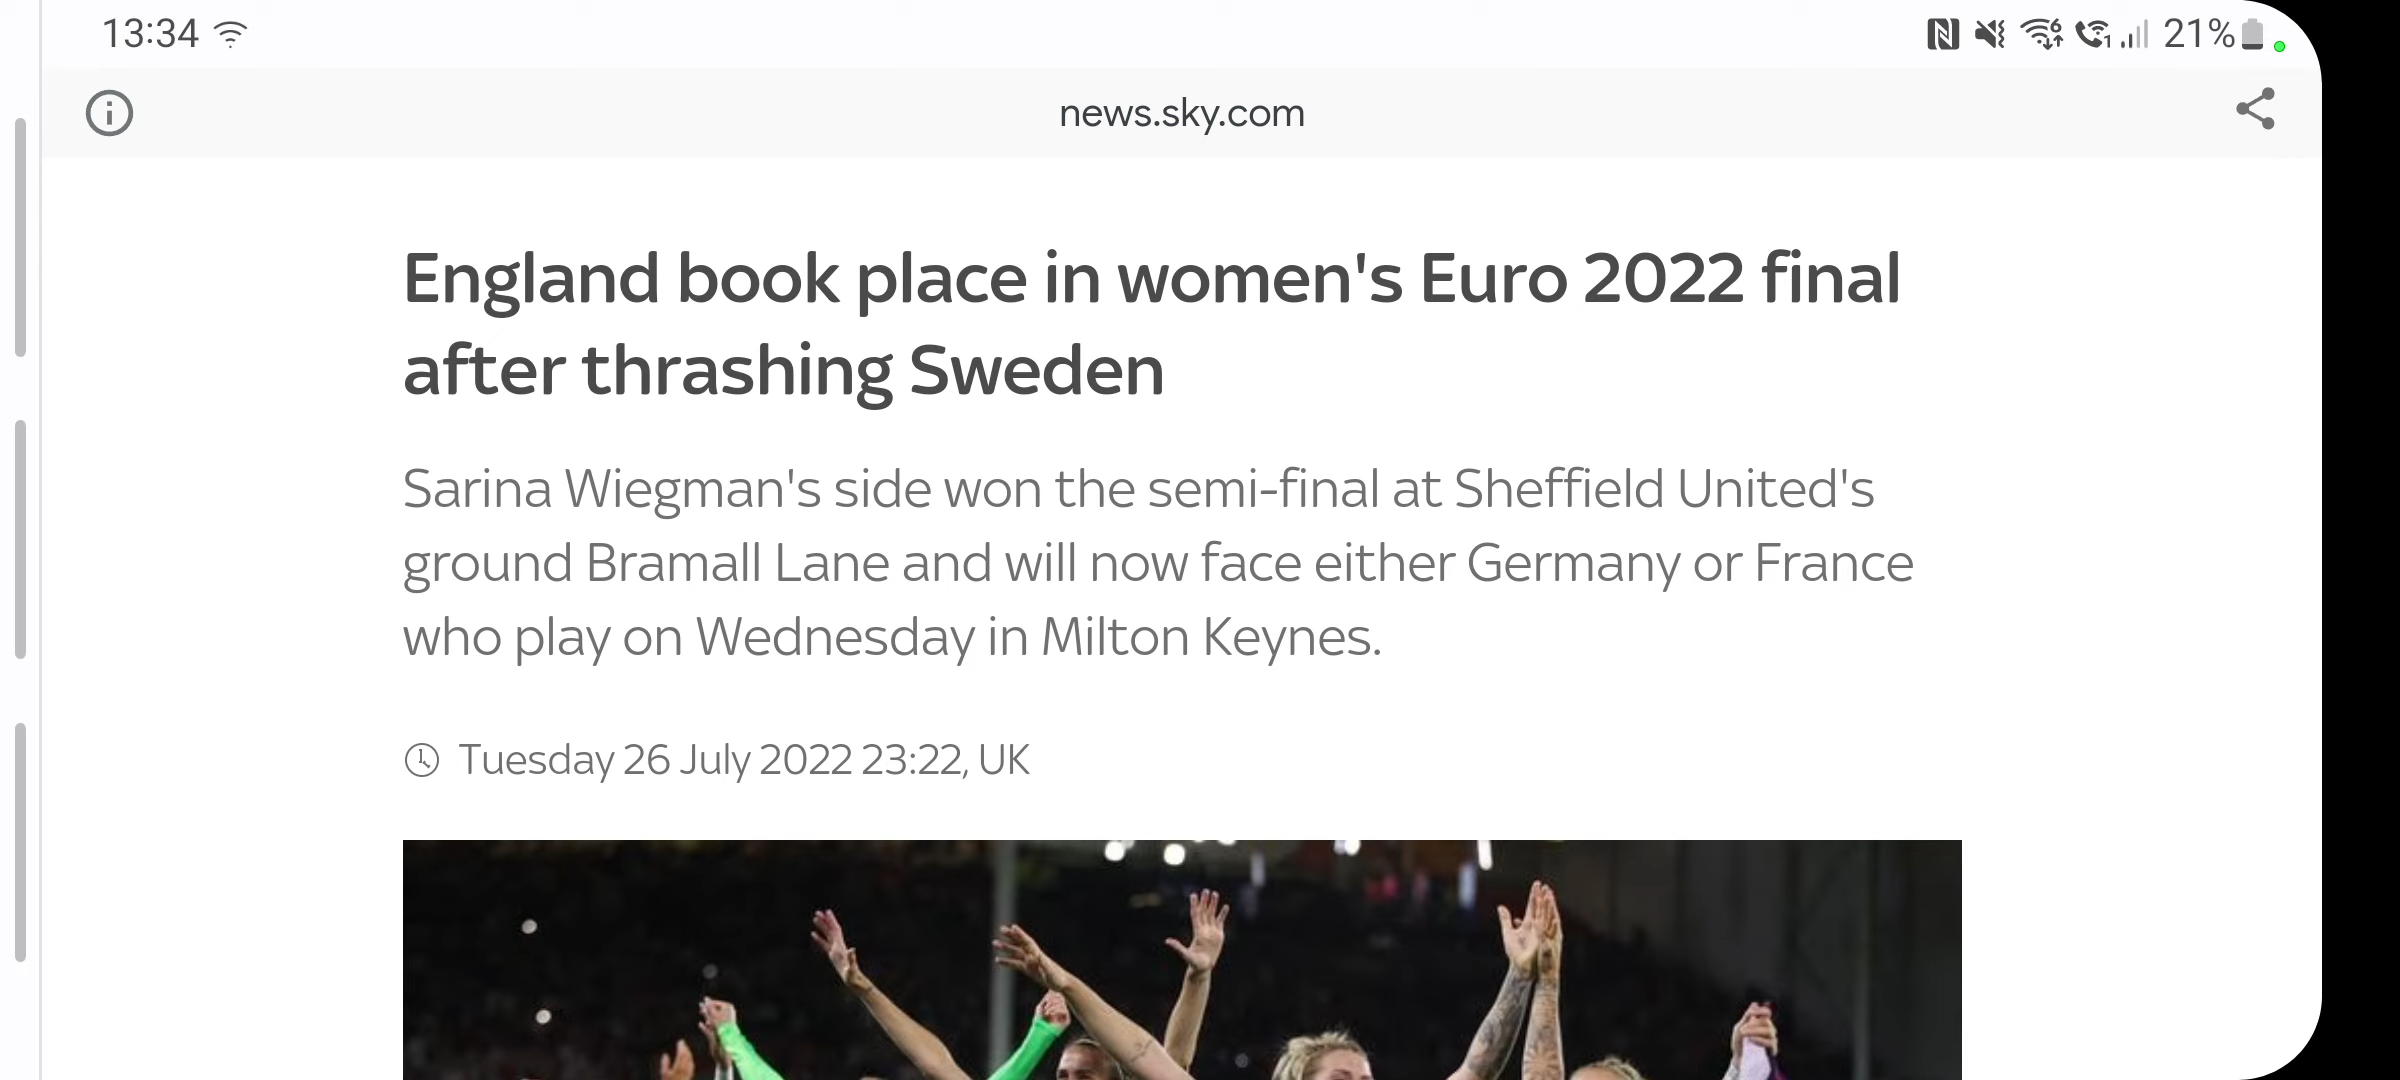 13:34
21%
news.sky.com
England book place in women's Euro 2022 final
after thrashing Sweden
Sarina Wiegman's side won the semi-final at Sheffield United's
ground Bramall Lane and will now face either Germany or France
who play on Wednesday in Milton Keynes.
Tuesday 26 July 2022 23:22, UK